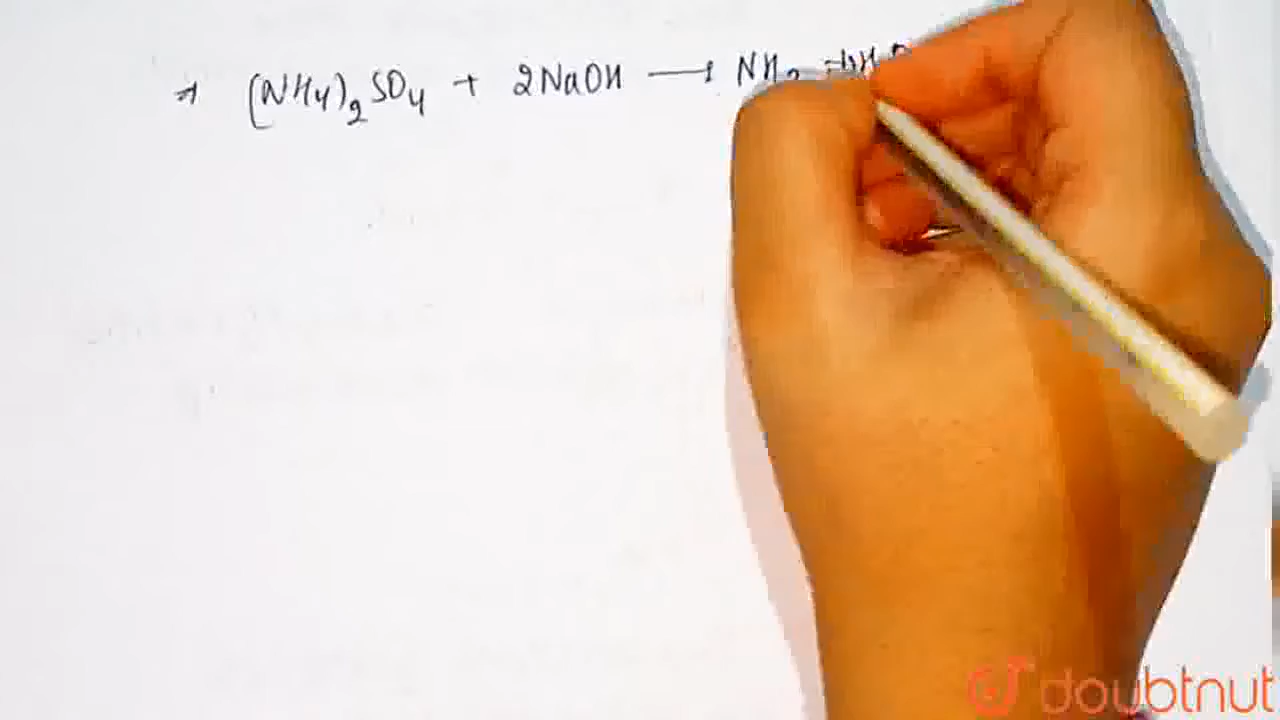 → (NH4)2SO4 + 2NaOH ⟶ NH3 +
doubtnut